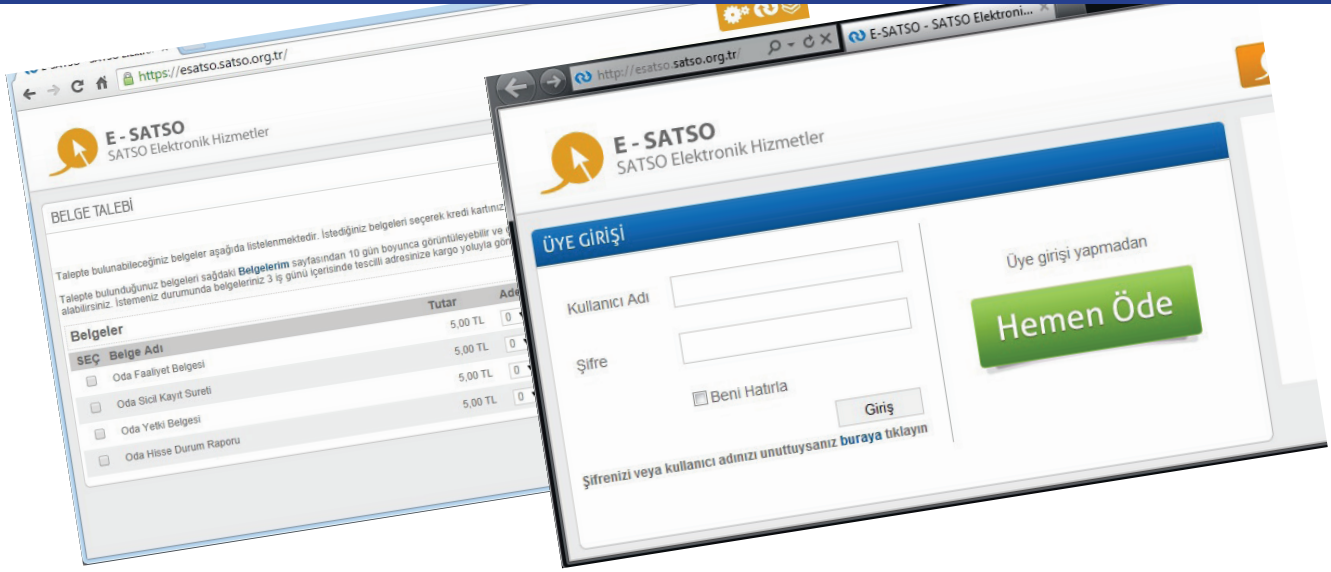 https://esatso.satso.org.tr/
E - SATSO
SATSO Elektronik Hizmetler
BELGE TALEBİ
Talepte bulunabileceğiniz belgeler aşağıda listelenmektedir. İstediğiniz belgeleri seçerek kredi kartınız
Talepte bulunduğunuz belgeleri sağdaki Belgelerim sayfasından 10 gün boyunca görüntüleyebilir ve
alabilirsiniz. İstemeniz durumunda belgeleriniz 3 iş günü içerisinde tescilli adresinize kargo yoluyla
Belgeler
SEÇ Belge Adı Tutar
Oda Faaliyet Belgesi 5,00 TL 0
Oda Sicil Kayıt Sureti 5,00 TL 0
Oda Yetki Belgesi 5,00 TL 0
Oda Hisse Durum Raporu 5,00 TL 0
http://esatso.satso.org.tr/
E-SATSO - SATSO Elektroni...
E - SATSO
SATSO Elektronik Hizmetler
ÜYE GİRİŞİ
Kullanıcı Adı
Şifre
Beni Hatırla
Giriş
Şifrenizi veya kullanıcı adınızı unuttuysanız buraya tıklayın
Üye girişi yapmadan
Hemen Öde